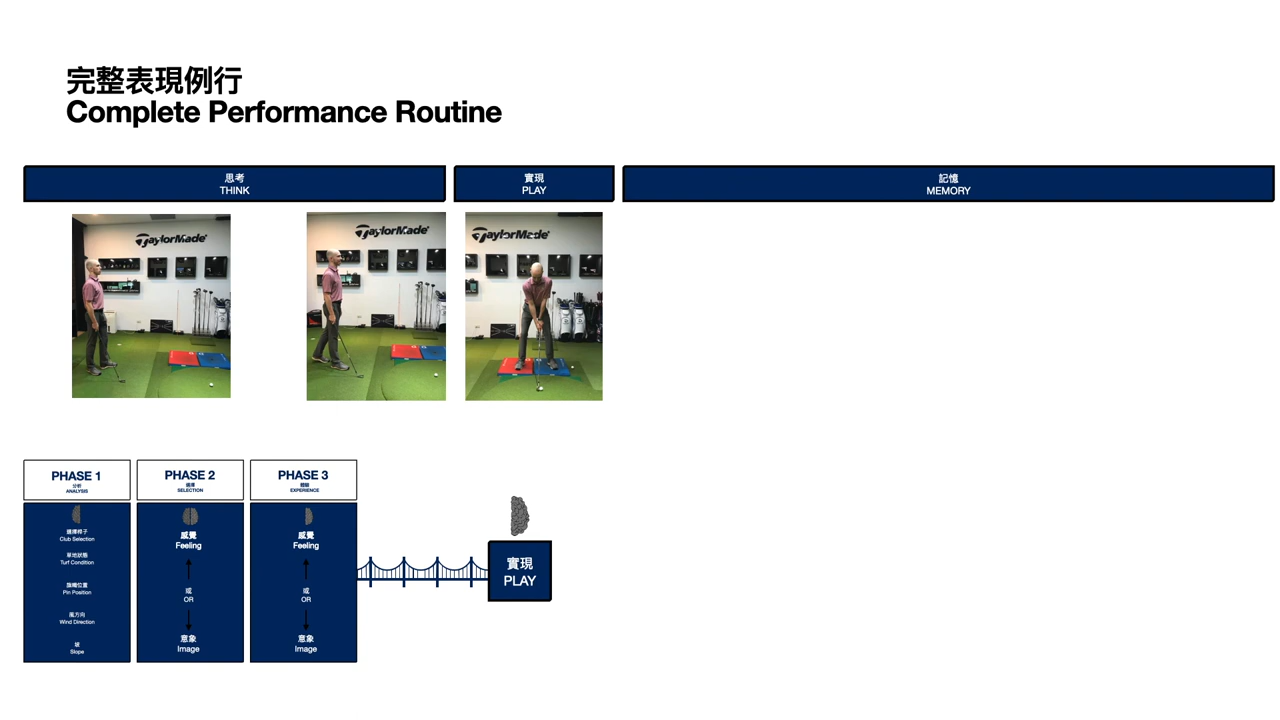 完整表現例行
Complete Performance Routine
思考
THINK
實現
PLAY
記憶
MEMORY
TaylorMade
TaylorMade
TaylorMade
PHASE 1
分析
ANALYSIS
PHASE 2
選擇
SELECTION
PHASE 3
體驗
EXPERIENCE
選擇桿子
Club Selection
草地狀態
Turf Condition
旗幟位置
Pin Position
風方向
Wind Direction
坡
Slope
感覺
Feeling
或
OR
意象
Image
感覺
Feeling
或
OR
意象
Image
實現
PLAY